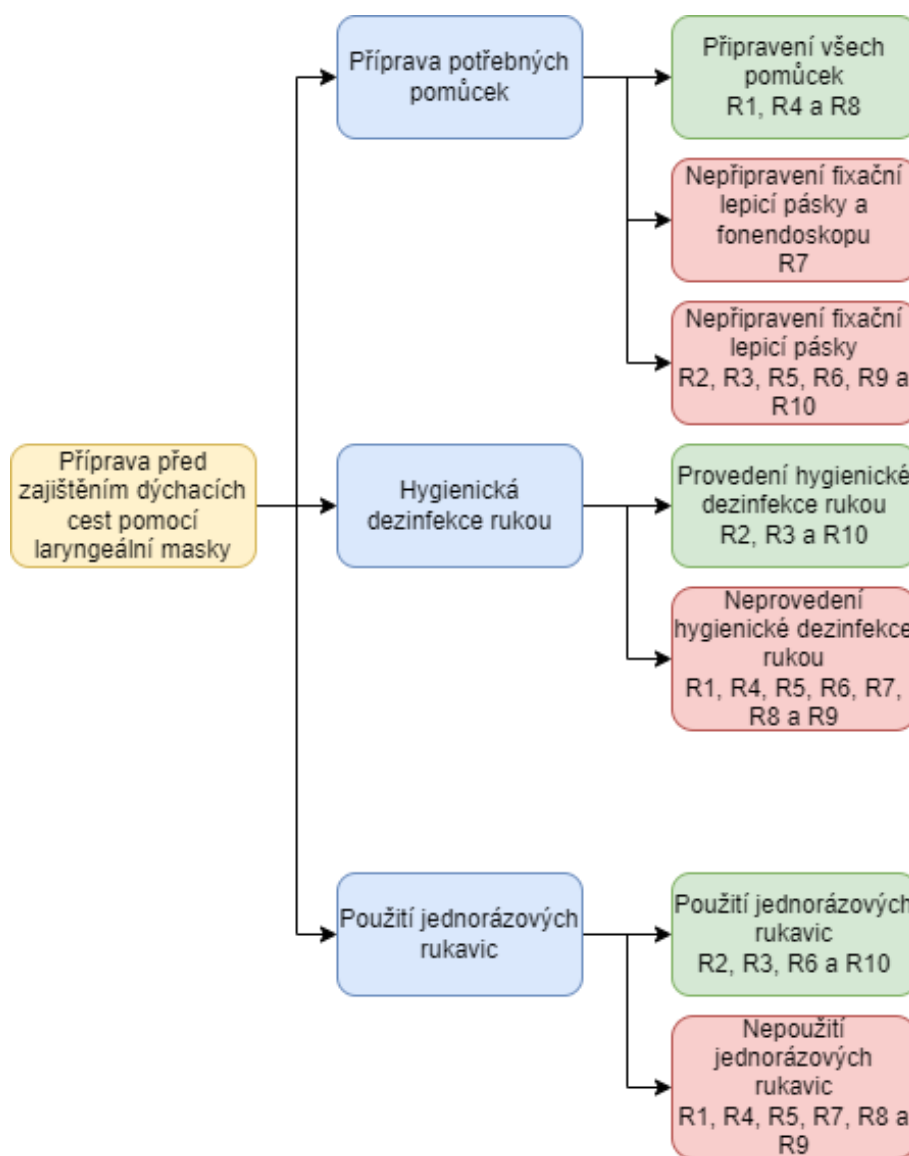 Příprava potřebných
pomůcek
Připravení všech
pomůcek
R1, R4 a R8
Nepřipravení fixační
lepicí pásky a
fonendoskopu
R7
Nepřipravení fixační
lepicí pásky
R2, R3, R5, R6, R9 a
R10
Příprava před
zajištěním dýchacích
cest pomocí
laryngeální masky
Hygienická
dezinfekce rukou
Provedení hygienické
dezinfekce rukou
R2, R3 a R10
Neprovedení
hygienické dezinfekce
rukou
R1, R4, R5, R6, R7,
R8 a R9
Použití jednorázových
rukavic
Použití jednorázových
rukavic
R2, R3, R6 a R10
Nepoužití
jednorázových
rukavic
R1, R4, R5, R7, R8 a
R9